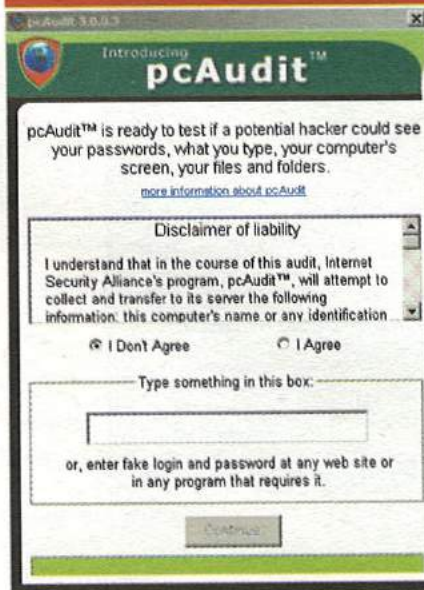 pcAudit 3.0.0.3
Introducing
pcAudit™
pcAudit™ is ready to test if a potential hacker could see
your passwords, what you type, your computer's
screen, your files and folders.
more information about pcAudit
Disclaimer of liability
I understand that in the course of this audit, Internet
Security Alliance's program, pcAudit™, will attempt to
collect and transfer to its server the following
information: this computer's name or any identification
I Don't Agree
I Agree
Type something in this box:
or, enter fake login and password at any web site or
in any program that requires it.
Continue